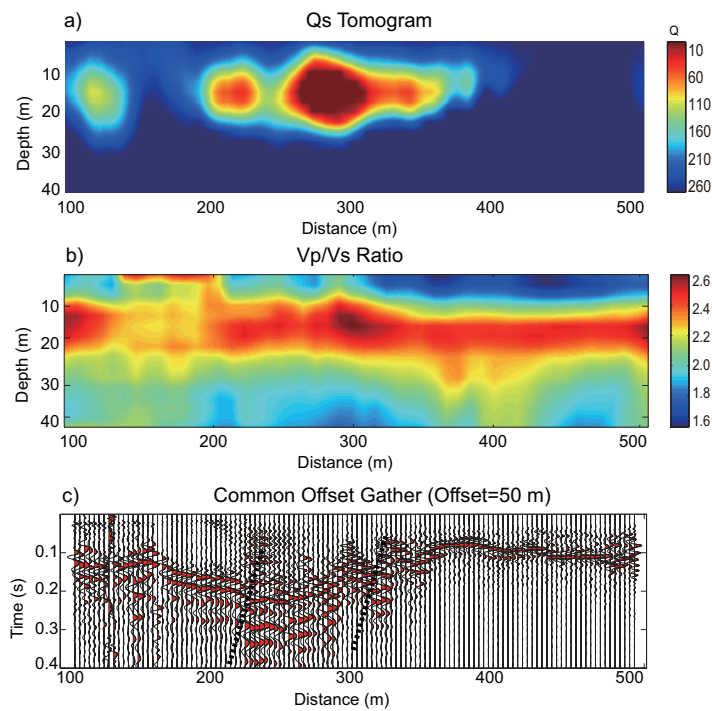 a)
Qs Tomogram
Q
10
20
30
40
Depth (m)
100 200 300 400 500
Distance (m)
10
60
110
160
210
260
b)
Vp/Vs Ratio
10
20
30
40
Depth (m)
100 200 300 400 500
Distance (m)
2.6
2.4
2.2
2.0
1.8
1.6
c)
Common Offset Gather (Offset=50 m)
0.1
0.2
0.3
0.4
Time (s)
100 200 300 400 500
Distance (m)